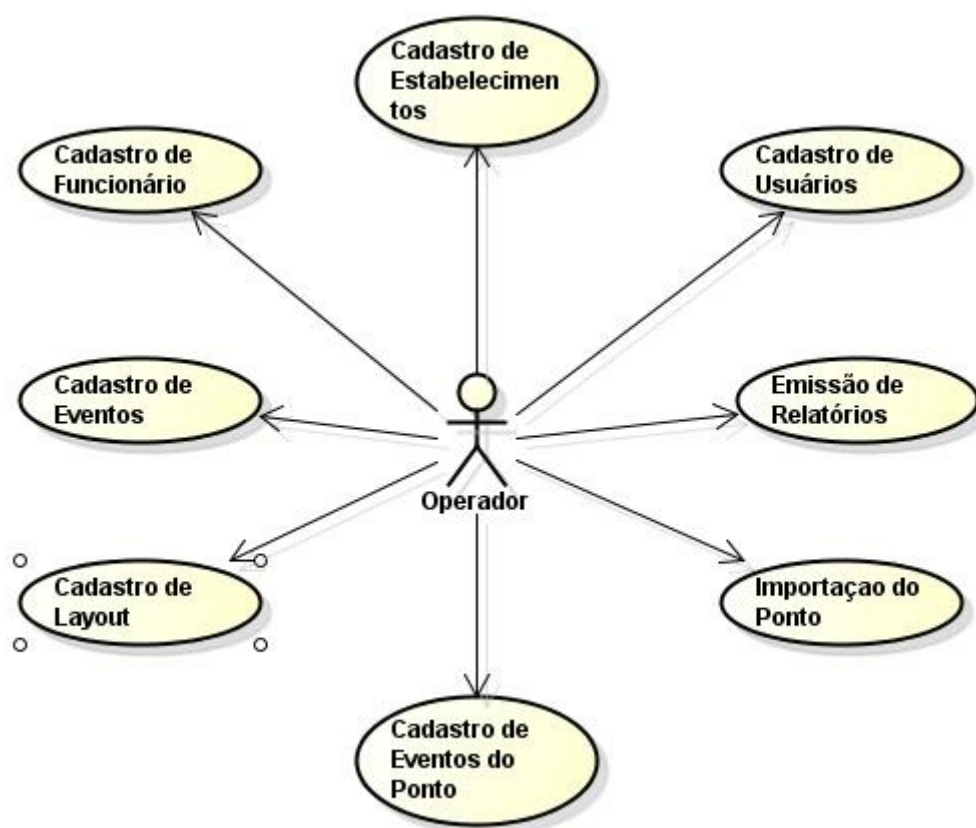 Cadastro de
Estabelecimen
tos
Cadastro de
Funcionário
Cadastro de
Usuários
Cadastro de
Eventos
Emissão de
Relatórios
Operador
Cadastro de
Layout
Importaçao do
Ponto
Cadastro de
Eventos do
Ponto